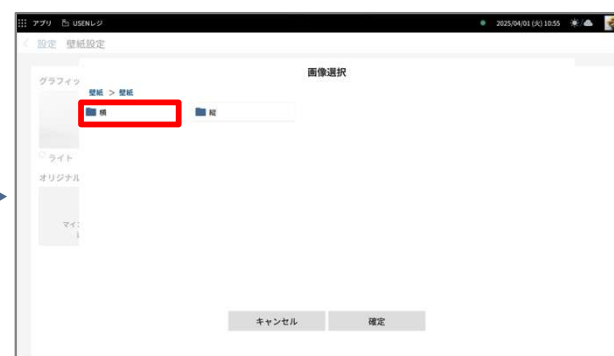 アプリ USENレジ 2025/04/01 (火) 10:55
設定 壁紙設定
画像選択
グラフィッ
壁紙 > 壁紙
横 縦
ライト
オリジナル
マイコ
キャンセル 確定